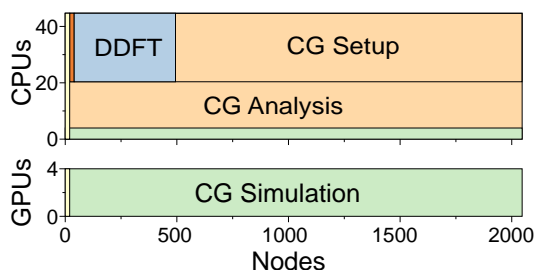 40
DDFT
CG Setup
CPUs
20
CG Analysis
0
4
GPUs
CG Simulation
0
0
500
1000
1500
2000
Nodes